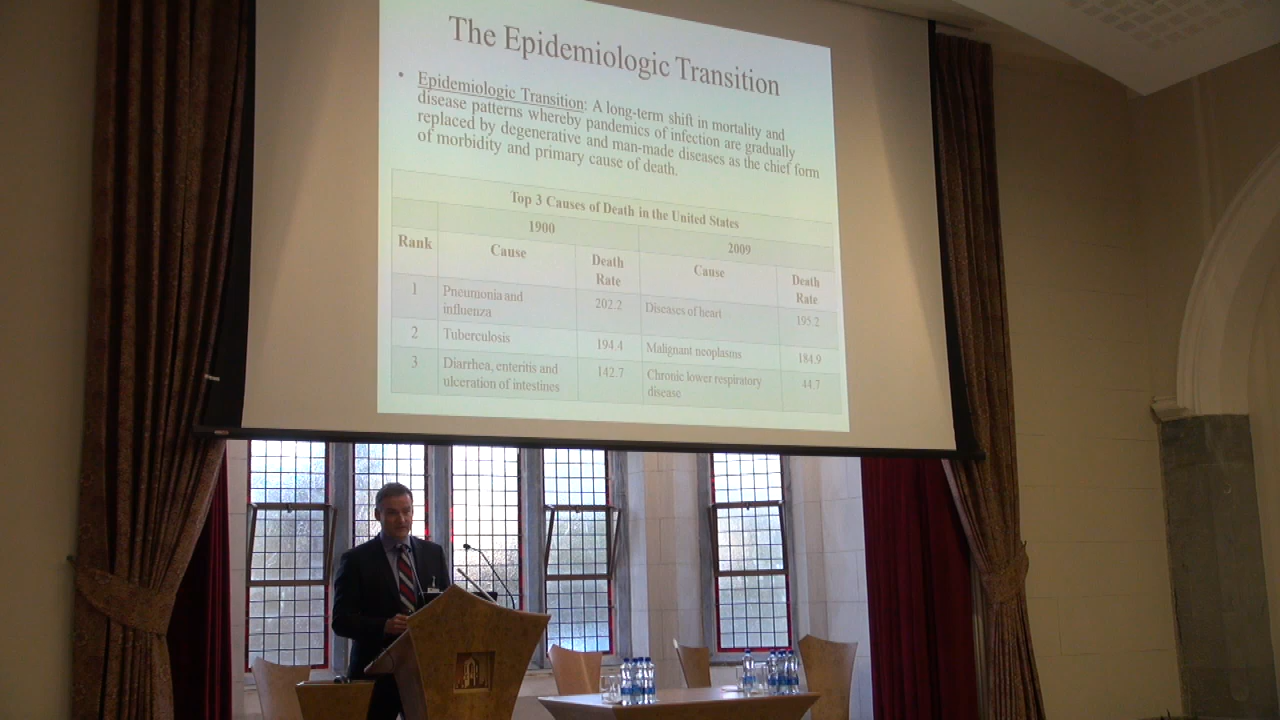 The Epidemiologic Transition
• Epidemiologic Transition: A long-term shift in mortality and
disease patterns whereby pandemics of infection are gradually
replaced by degenerative and man-made diseases as the chief form
of morbidity and primary cause of death.
Top 3 Causes of Death in the United States
1900 2009
Rank Cause Death Rate Cause Death Rate
1 Pneumonia and influenza 202.2 Diseases of heart 195.2
2 Tuberculosis 194.4 Malignant neoplasms 184.9
3 Diarrhea, enteritis and ulceration of intestines 142.7 Chronic lower respiratory disease 44.7